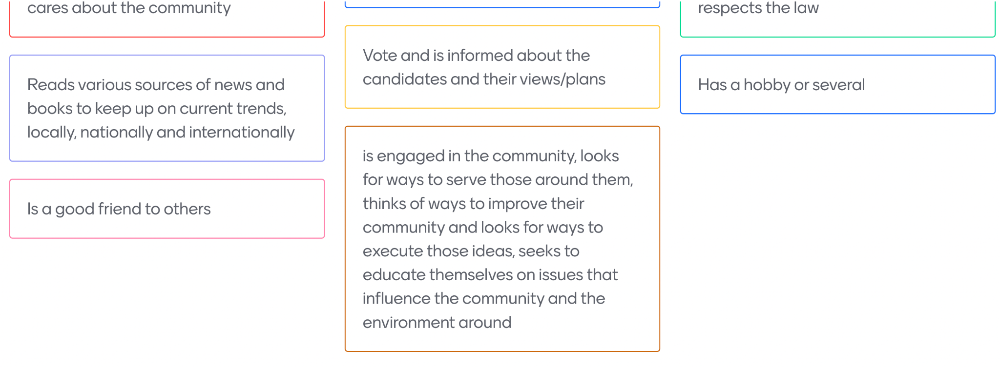 cares about the community
Reads various sources of news and
books to keep up on current trends,
locally, nationally and internationally
Is a good friend to others
Vote and is informed about the
candidates and their views/plans
is engaged in the community, looks
for ways to serve those around them,
thinks of ways to improve their
community and looks for ways to
execute those ideas, seeks to
educate themselves on issues that
influence the community and the
environment around
respects the law
Has a hobby or several